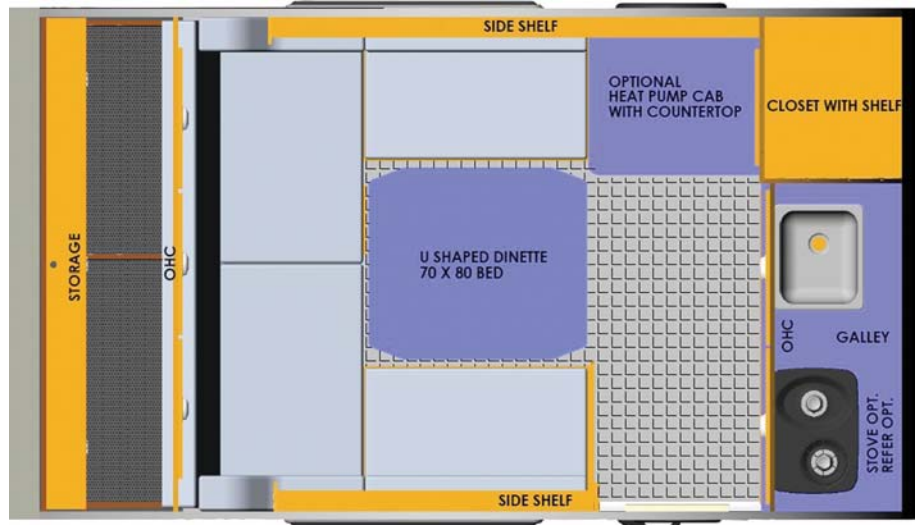 SIDE SHELF
OPTIONAL
HEAT PUMP CAB
WITH COUNTERTOP
CLOSET WITH SHELF
STORAGE
OHC
U SHAPED DINETTE
70 X 80 BED
OHC
GALLEY
STOVE OPT.
REFER OPT.
SIDE SHELF